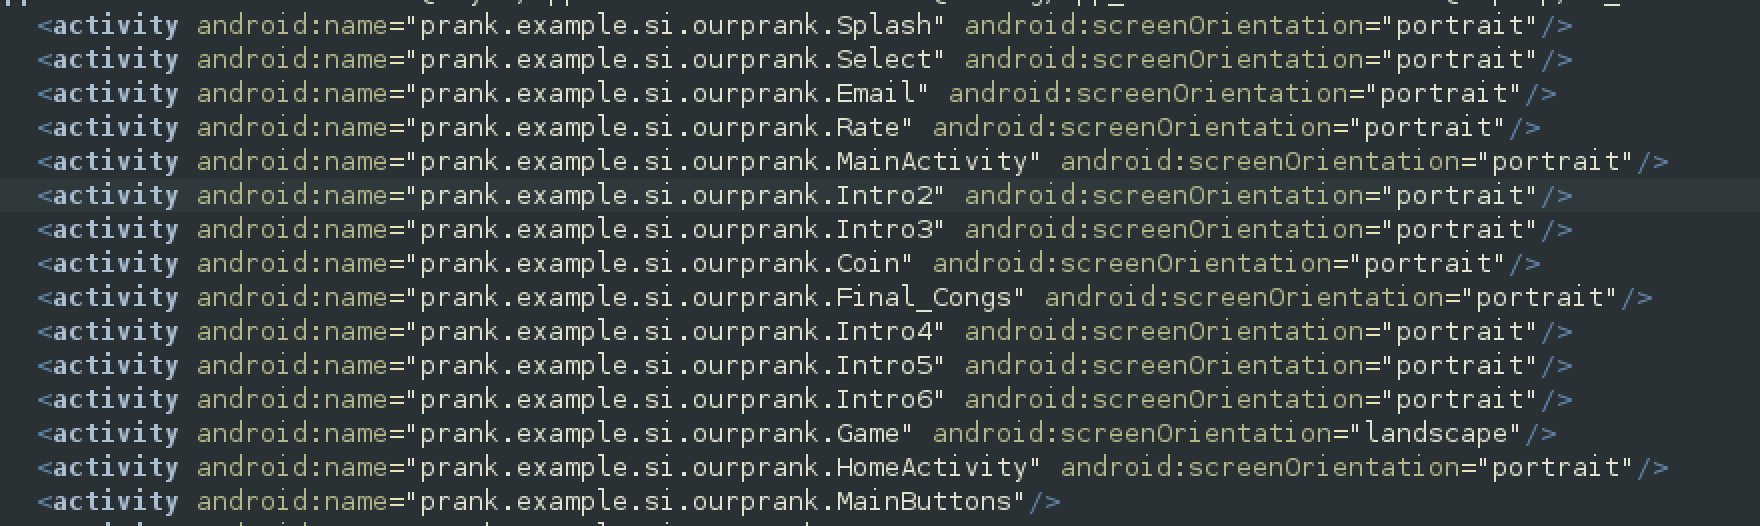 <activity android:name="prank.example.si.ourprank.Splash" android:screenOrientation="portrait"/>
<activity android:name="prank.example.si.ourprank.Select" android:screenOrientation="portrait"/>
<activity android:name="prank.example.si.ourprank.Email" android:screenOrientation="portrait"/>
<activity android:name="prank.example.si.ourprank.Rate" android:screenOrientation="portrait"/>
<activity android:name="prank.example.si.ourprank.MainActivity" android:screenOrientation="portrait"/>
<activity android:name="prank.example.si.ourprank.Intro2" android:screenOrientation="portrait"/>
<activity android:name="prank.example.si.ourprank.Intro3" android:screenOrientation="portrait"/>
<activity android:name="prank.example.si.ourprank.Coin" android:screenOrientation="portrait"/>
<activity android:name="prank.example.si.ourprank.Final_Congs" android:screenOrientation="portrait"/>
<activity android:name="prank.example.si.ourprank.Intro4" android:screenOrientation="portrait"/>
<activity android:name="prank.example.si.ourprank.Intro5" android:screenOrientation="portrait"/>
<activity android:name="prank.example.si.ourprank.Intro6" android:screenOrientation="portrait"/>
<activity android:name="prank.example.si.ourprank.Game" android:screenOrientation="landscape"/>
<activity android:name="prank.example.si.ourprank.HomeActivity" android:screenOrientation="portrait"/>
<activity android:name="prank.example.si.ourprank.MainButtons"/>